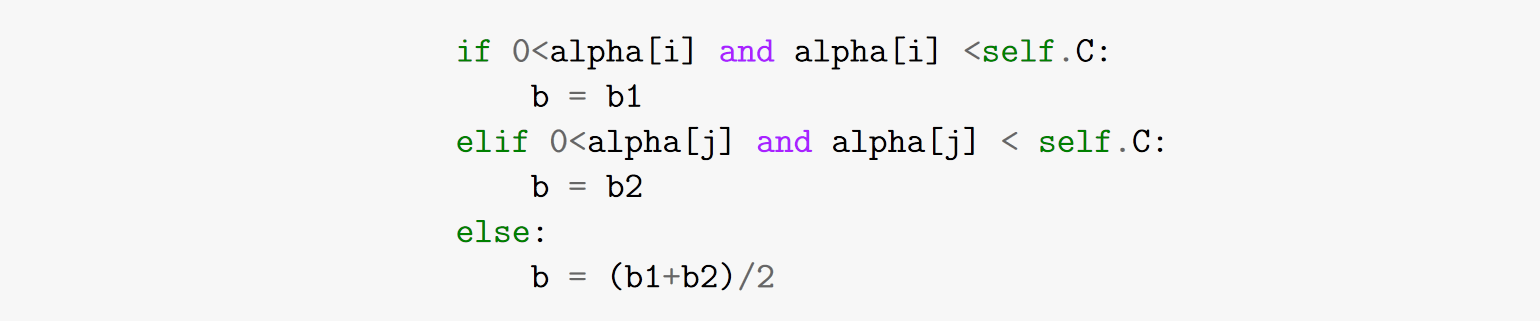 if 0<alpha[i] and alpha[i] <self.C:
    b = b1
elif 0<alpha[j] and alpha[j] < self.C:
    b = b2
else:
    b = (b1+b2)/2